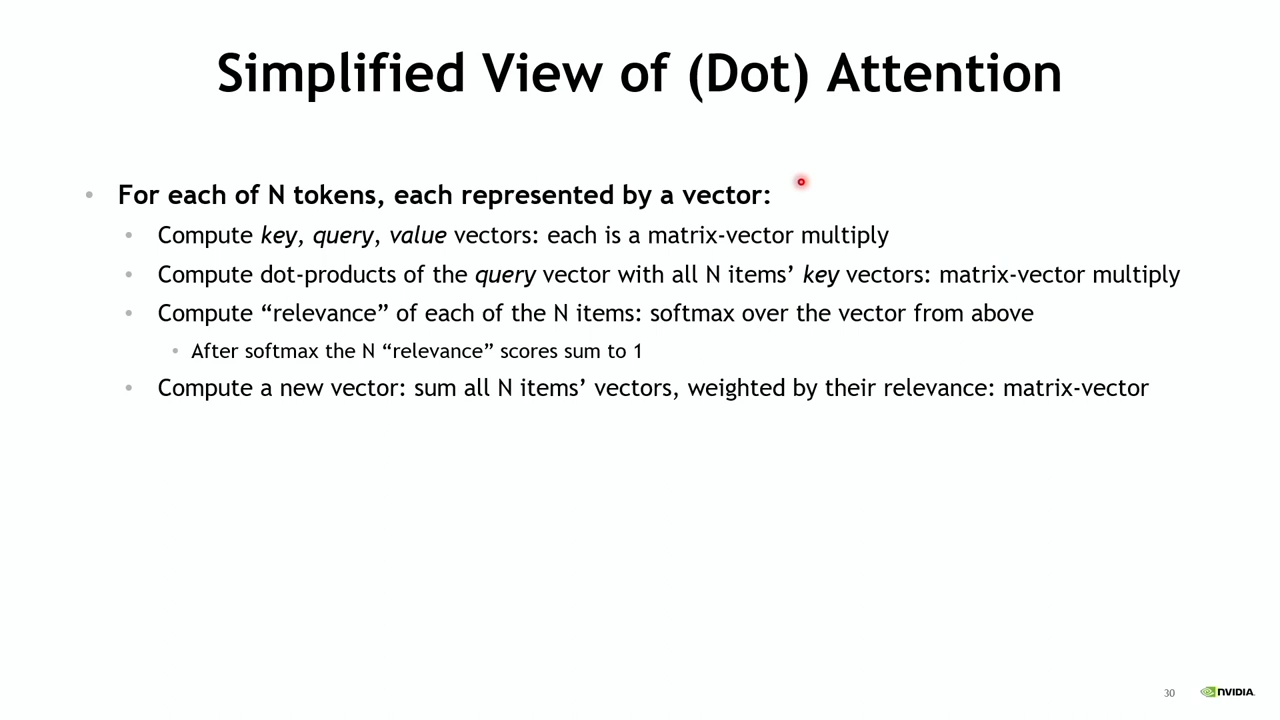 Simplified View of (Dot) Attention
• For each of N tokens, each represented by a vector:
• Compute key, query, value vectors: each is a matrix-vector multiply
• Compute dot-products of the query vector with all N items’ key vectors: matrix-vector multiply
• Compute “relevance” of each of the N items: softmax over the vector from above
• After softmax the N “relevance” scores sum to 1
• Compute a new vector: sum all N items’ vectors, weighted by their relevance: matrix-vector
30
NVIDIA.